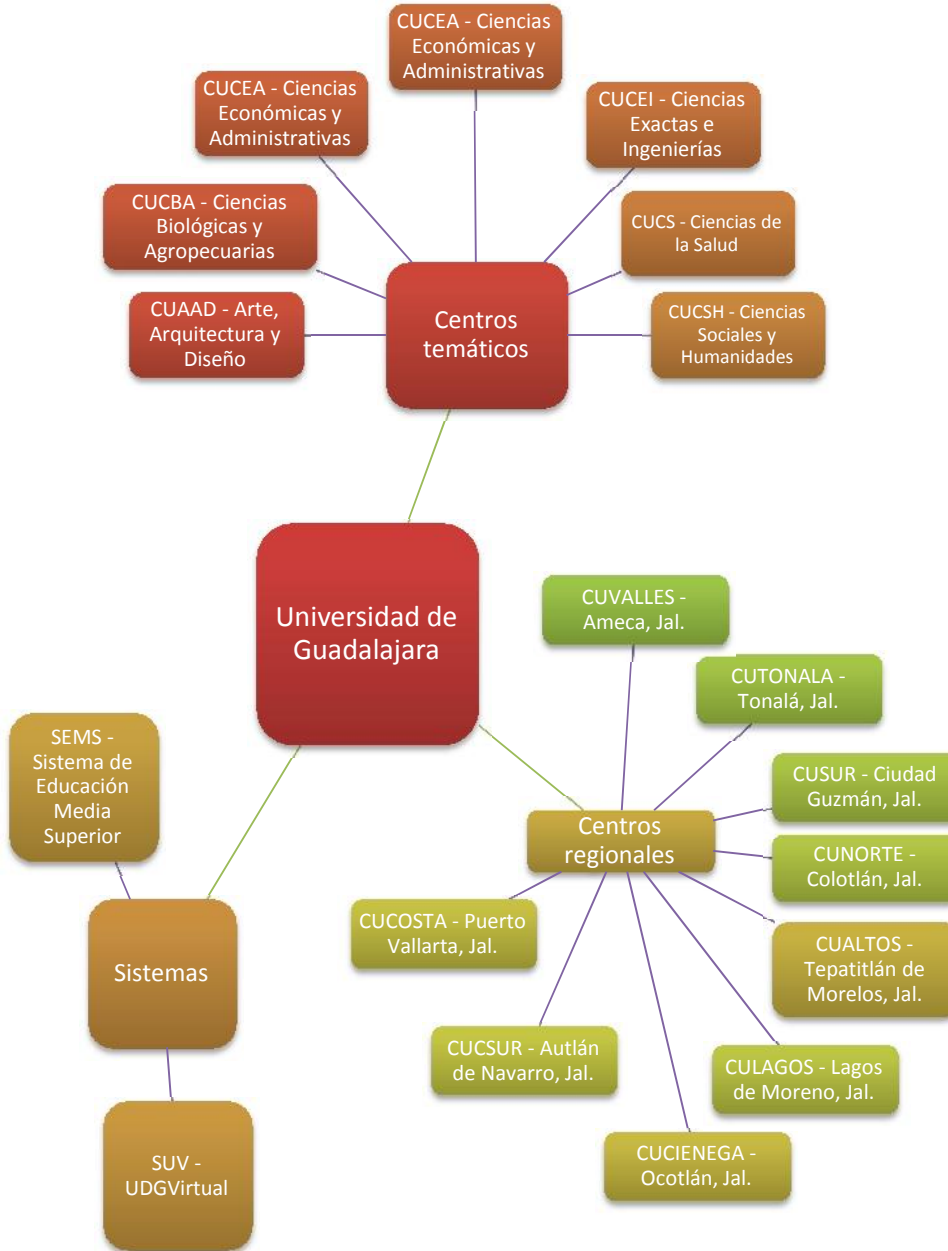 CUCEA - Ciencias
Económicas y
Administrativas
CUCEA - Ciencias
Económicas y
Administrativas
CUCEI - Ciencias
Exactas e
Ingenierías
CUCBA - Ciencias
Biológicas y
Agropecuarias
CUCS - Ciencias de
la Salud
CUAAD - Arte,
Arquitectura y
Diseño
Centros
temáticos
CUCSH - Ciencias
Sociales y
Humanidades
Universidad de
Guadalajara
CUVALLES -
Ameca, Jal.
CUTONALA -
Tonalá, Jal.
SEMS -
Sistema de
Educación
Media
Superior
CUSUR - Ciudad
Guzmán, Jal.
Centros
regionales
CUNORTE -
Colotlán, Jal.
CUCOSTA - Puerto
Vallarta, Jal.
CUALTOS -
Tepatitlán de
Morelos, Jal.
Sistemas
CUCSUR - Autlán
de Navarro, Jal.
CULAGOS - Lagos
de Moreno, Jal.
CUCIENEGA -
Ocotlán, Jal.
SUV -
UDGVirtual